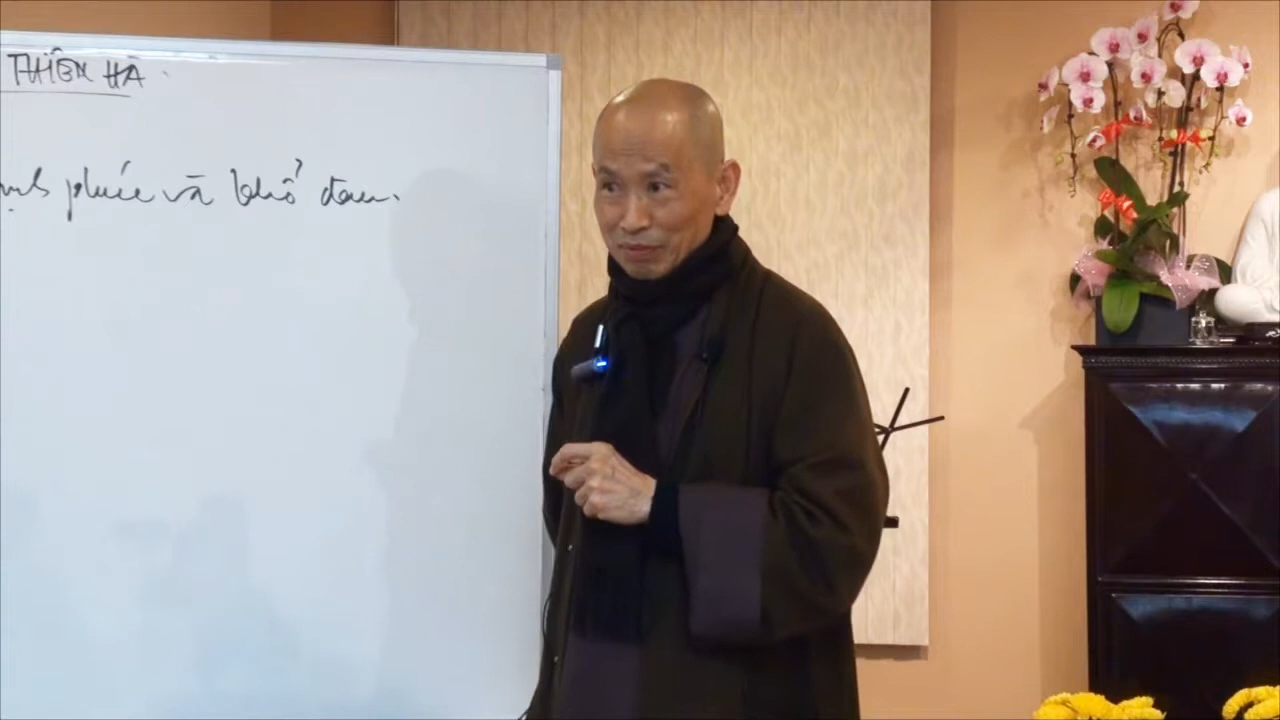 THIÊN HÀ
phúc và khổ đau.